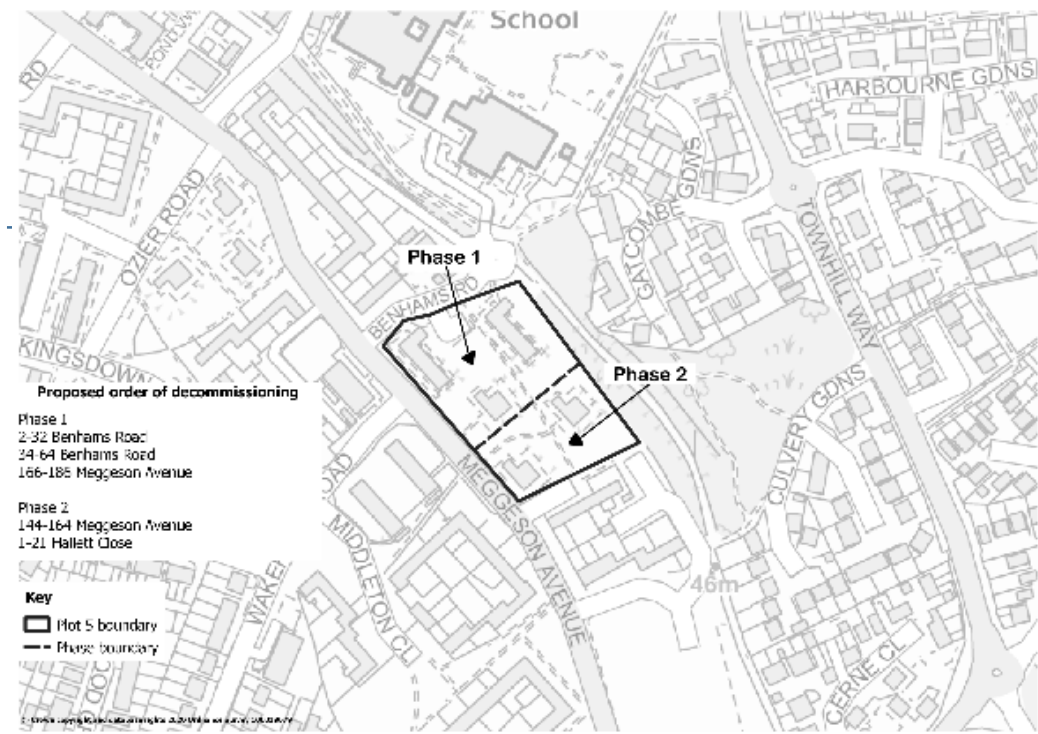 School
HARBOURNE GDNS
RD
OZIER ROAD
GATCOMBE GDNS
TOWNHILL WAY
Phase 1
BENHAMS RD
KINGSDOWN
Phase 2
Proposed order of decommissioning
Phase 1
2-32 Benhams Road
34-64 Benhams Road
166-186 Meggeson Avenue
Phase 2
144-164 Meggeson Avenue
1-21 Hallett Close
CULVERY GDNS
MEGGESON AVENUE
MIDDLETON CL
46m
Key
Plot 5 boundary
Phase boundary
CERNE CL